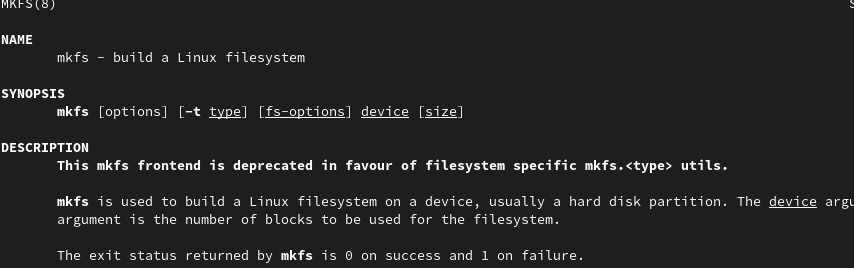 MKFS(8)
NAME
mkfs - build a Linux filesystem
SYNOPSIS
mkfs [options] [-t type] [fs-options] device [size]
DESCRIPTION
This mkfs frontend is deprecated in favour of filesystem specific mkfs.<type> utils.
mkfs is used to build a Linux filesystem on a device, usually a hard disk partition. The device
argument is the number of blocks to be used for the filesystem.
The exit status returned by mkfs is 0 on success and 1 on failure.